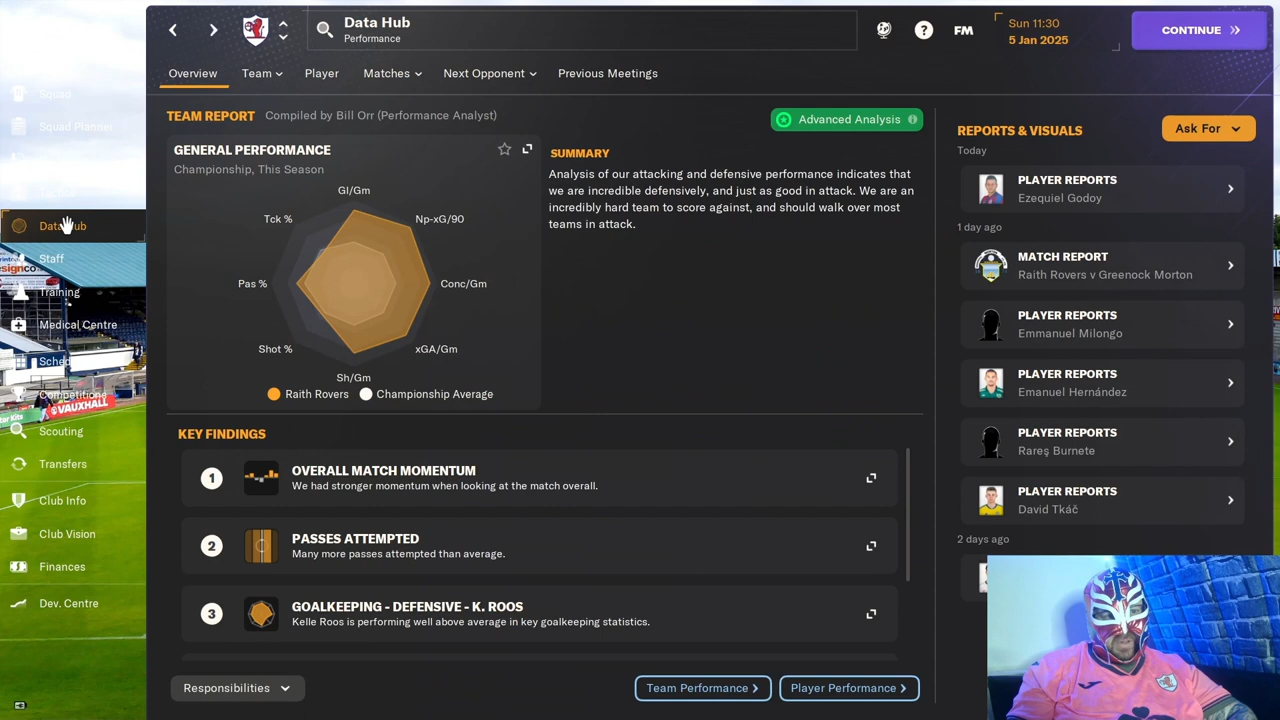 Data Hub
Performance
FM
Sun 11:30
5 Jan 2025
CONTINUE
Squad
Squad Planner
Data Hub
Staff
Training
Medical Centre
Sched
Competitions
Scouting
Transfers
Club Info
Club Vision
Finances
Dev. Centre
VAUXHALL
Overview
Team
Player
Matches
Next Opponent
Previous Meetings
TEAM REPORT
Compiled by Bill Orr (Performance Analyst)
Advanced Analysis
GENERAL PERFORMANCE
Championship, This Season
Gl/Gm
Np-xG/90
Conc/Gm
xGA/Gm
Sh/Gm
Shot %
Pas %
Tck %
Raith Rovers
Championship Average
SUMMARY
Analysis of our attacking and defensive performance indicates that
we are incredible defensively, and just as good in attack. We are an
incredibly hard team to score against, and should walk over most
teams in attack.
KEY FINDINGS
1
OVERALL MATCH MOMENTUM
We had stronger momentum when looking at the match overall.
2
PASSES ATTEMPTED
Many more passes attempted than average.
3
GOALKEEPING - DEFENSIVE - K. ROOS
Kelle Roos is performing well above average in key goalkeeping statistics.
Responsibilities
Team Performance
Player Performance
REPORTS & VISUALS
Ask For
Today
PLAYER REPORTS
Ezequiel Godoy
1 day ago
MATCH REPORT
Raith Rovers v Greenock Morton
PLAYER REPORTS
Emmanuel Milongo
PLAYER REPORTS
Emanuel Hernández
PLAYER REPORTS
Rareş Burnete
PLAYER REPORTS
David Tkáč
2 days ago